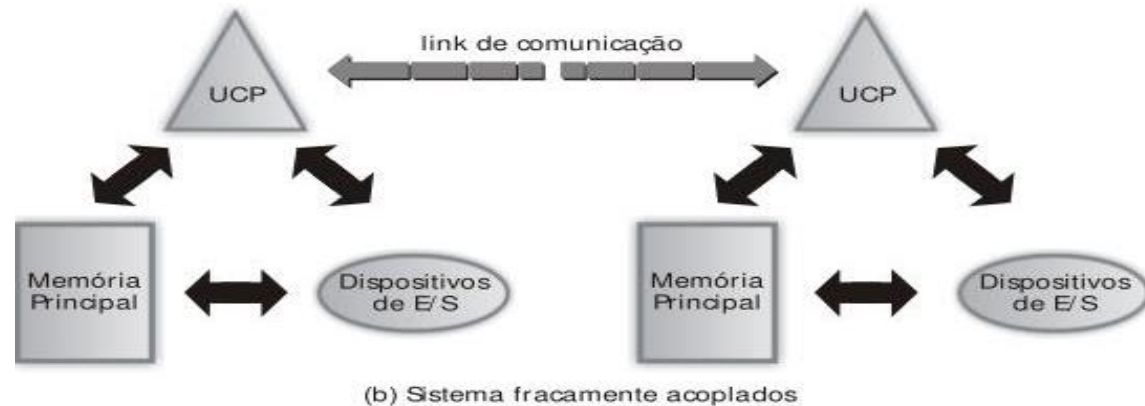 link de comunicação
UCP
UCP
Memória
Principal
Dispositivos
de E/S
Memória
Principal
Dispositivos
de E/S
(b) Sistema fracamente acoplados